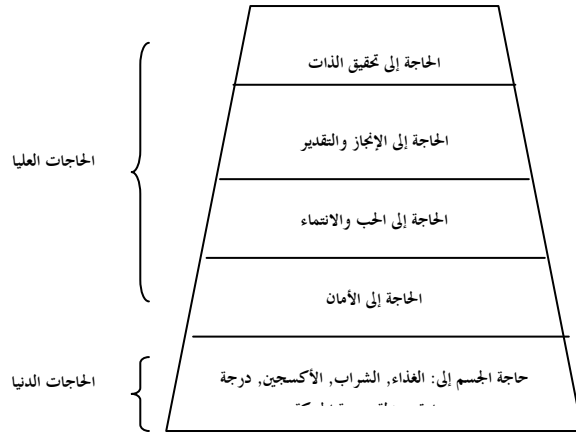 الحاجة إلى تحقيق الذات
الحاجة إلى الإنجاز والتقدير
الحاجات العليا
الحاجة إلى الحب والانتماء
الحاجة إلى الأمان
حاجة الجسم إلى: الغذاء, الشراب, الأكسجين, درجة
الحاجات الدنيا